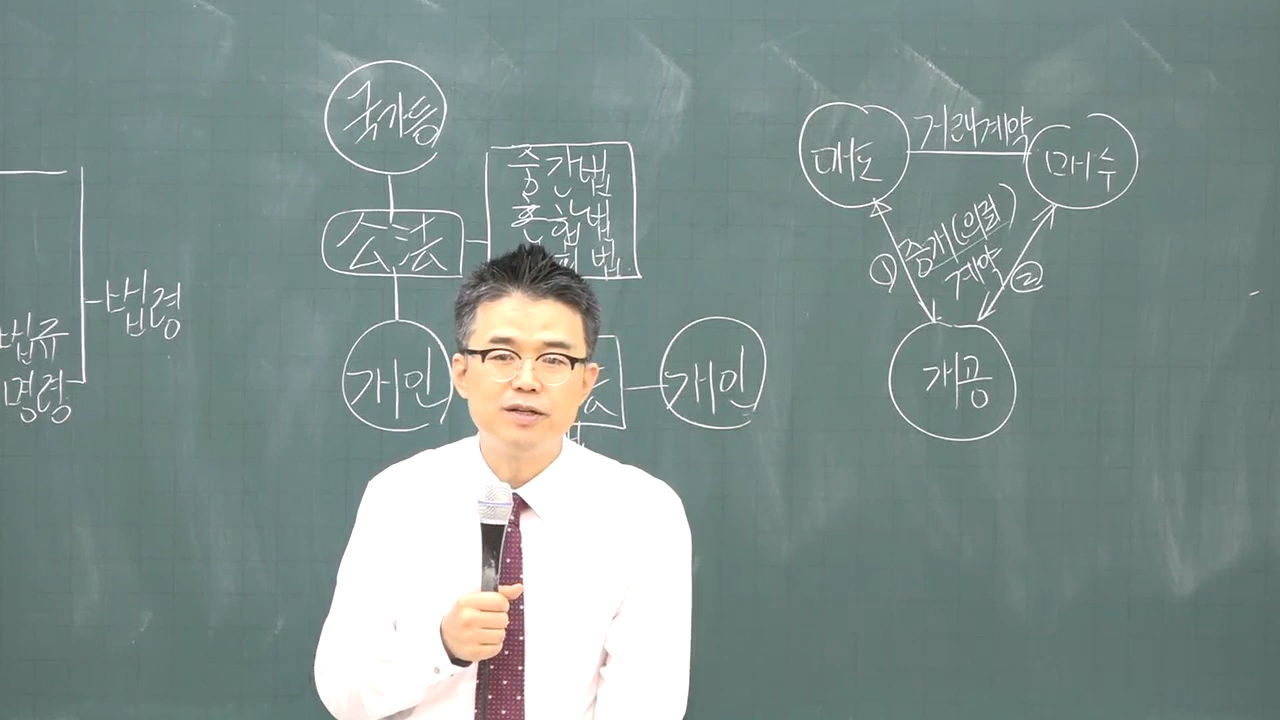 법규
명령
법령
국가등
公法
중간법
혼합법
법
개인
개인
매도
거래계약
매수
①
중개(의뢰)
계약
②
개공